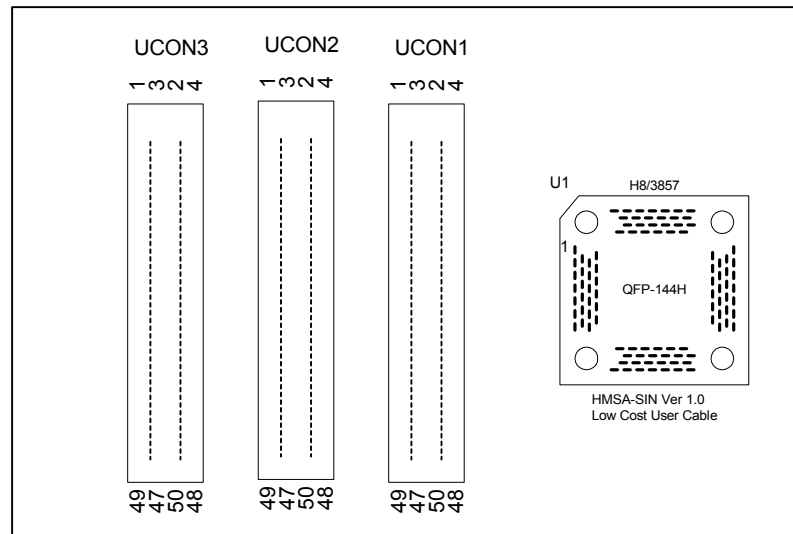 UCON3 UCON2 UCON1
1 3 2 4 1 3 2 4 1 3 2 4
U1 H8/3857
1
QFP-144H
HMSA-SIN Ver 1.0
Low Cost User Cable
49 47 50 48 49 47 50 48 49 47 50 48